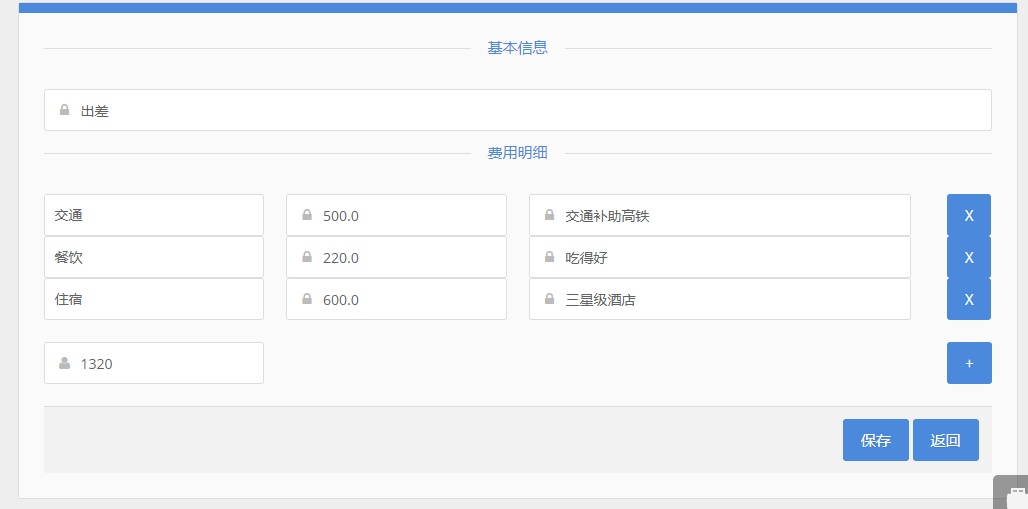 基本信息
出差
费用明细
交通 500.0 交通补助高铁 X
餐饮 220.0 吃得好 X
住宿 600.0 三星级酒店 X
1320 +
保存 返回